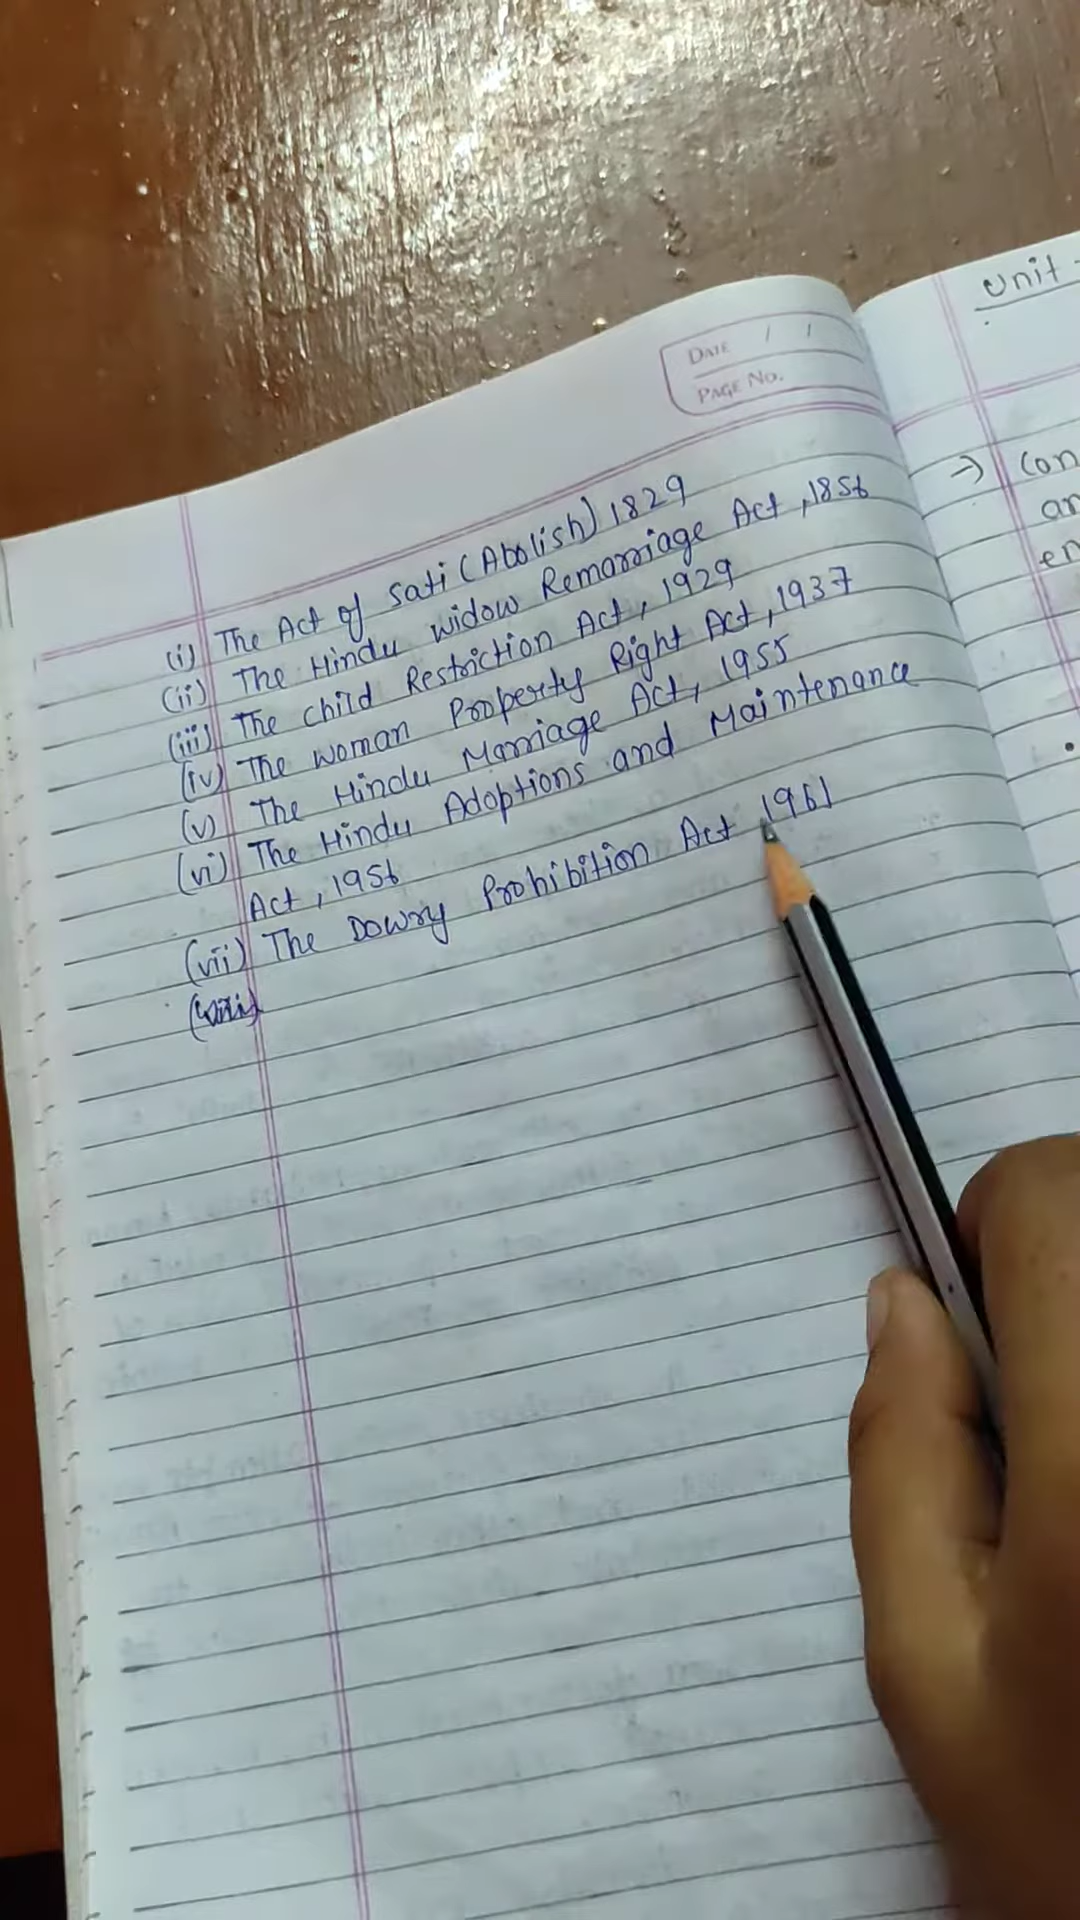 DATE / /
PAGE NO.
(i) The Act of Sati (Abolish) 1829
(ii) The Hindu widow Remarriage Act, 1856
(iii) The child Restriction Act, 1929
(iv) The woman Property Right Act, 1937
(v) The Hindu Marriage Act, 1955
(vi) The Hindu Adoptions and Maintenance
Act, 1956
(vii) The Dowry Prohibition Act 1961
unit -
→ Con
an
en